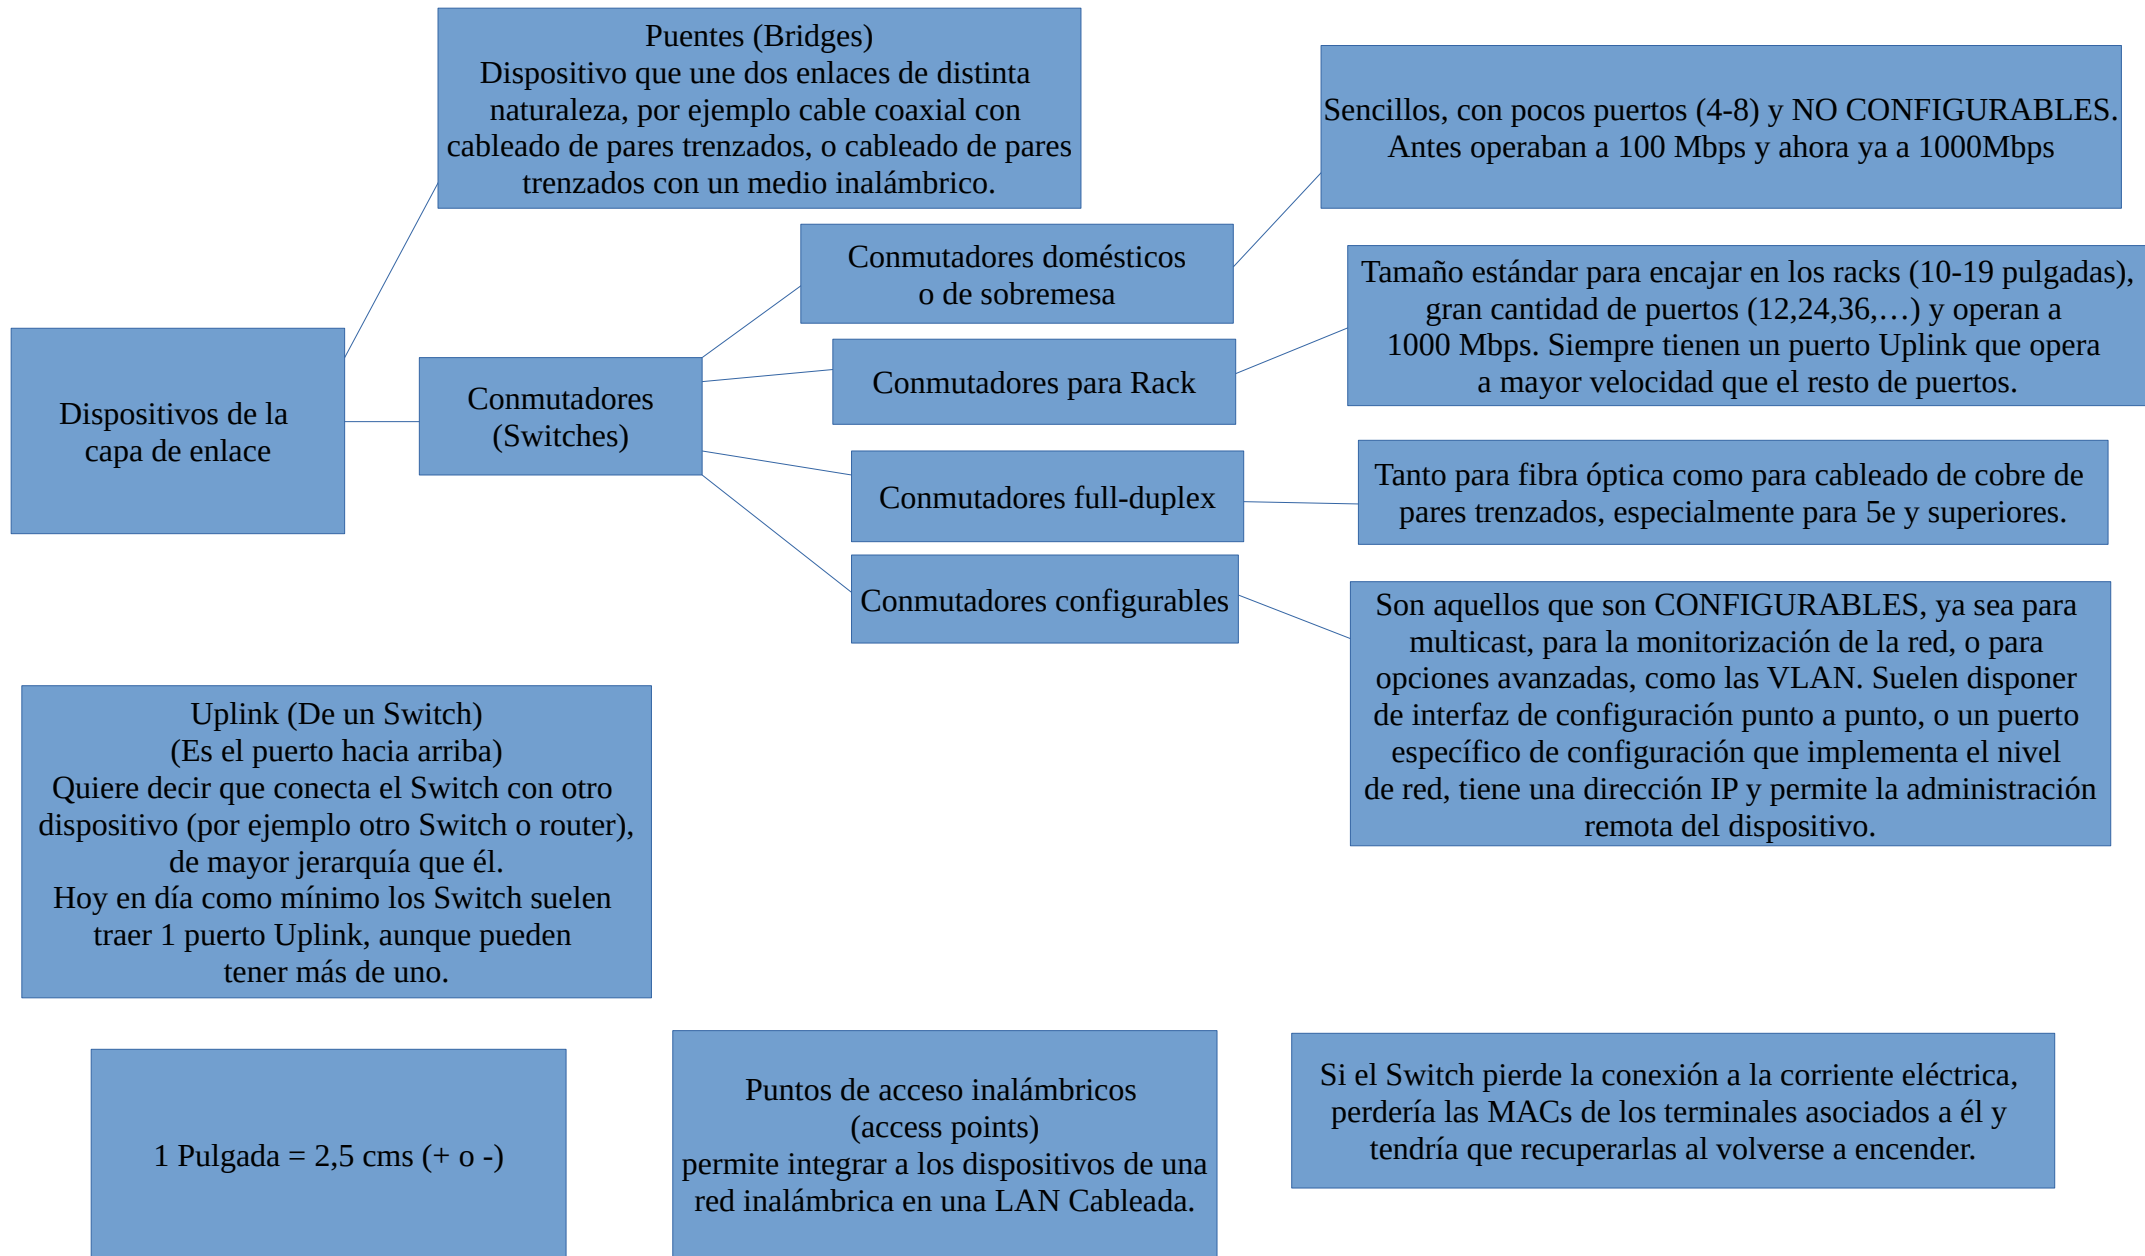 Puentes (Bridges)
Dispositivo que une dos enlaces de distinta
naturaleza, por ejemplo cable coaxial con
cableado de pares trenzados, o cableado de pares
trenzados con un medio inalámbrico.
Sencillos, con pocos puertos (4-8) y NO CONFIGURABLES.
Antes operaban a 100 Mbps y ahora ya a 1000Mbps
Conmutadores domésticos
o de sobremesa
Tamaño estándar para encajar en los racks (10-19 pulgadas),
gran cantidad de puertos (12,24,36,…) y operan a
1000 Mbps. Siempre tienen un puerto Uplink que opera
a mayor velocidad que el resto de puertos.
Dispositivos de la
capa de enlace
Conmutadores
(Switches)
Conmutadores para Rack
Conmutadores full-duplex
Tanto para fibra óptica como para cableado de cobre de
pares trenzados, especialmente para 5e y superiores.
Conmutadores configurables
Son aquellos que son CONFIGURABLES, ya sea para
multicast, para la monitorización de la red, o para
opciones avanzadas, como las VLAN. Suelen disponer
de interfaz de configuración punto a punto, o un puerto
específico de configuración que implementa el nivel
de red, tiene una dirección IP y permite la administración
remota del dispositivo.
Uplink (De un Switch)
(Es el puerto hacia arriba)
Quiere decir que conecta el Switch con otro
dispositivo (por ejemplo otro Switch o router),
de mayor jerarquía que él.
Hoy en día como mínimo los Switch suelen
traer 1 puerto Uplink, aunque pueden
tener más de uno.
1 Pulgada = 2,5 cms (+ o -)
Puntos de acceso inalámbricos
(access points)
permite integrar a los dispositivos de una
red inalámbrica en una LAN Cableada.
Si el Switch pierde la conexión a la corriente eléctrica,
perdería las MACs de los terminales asociados a él y
tendría que recuperarlas al volverse a encender.